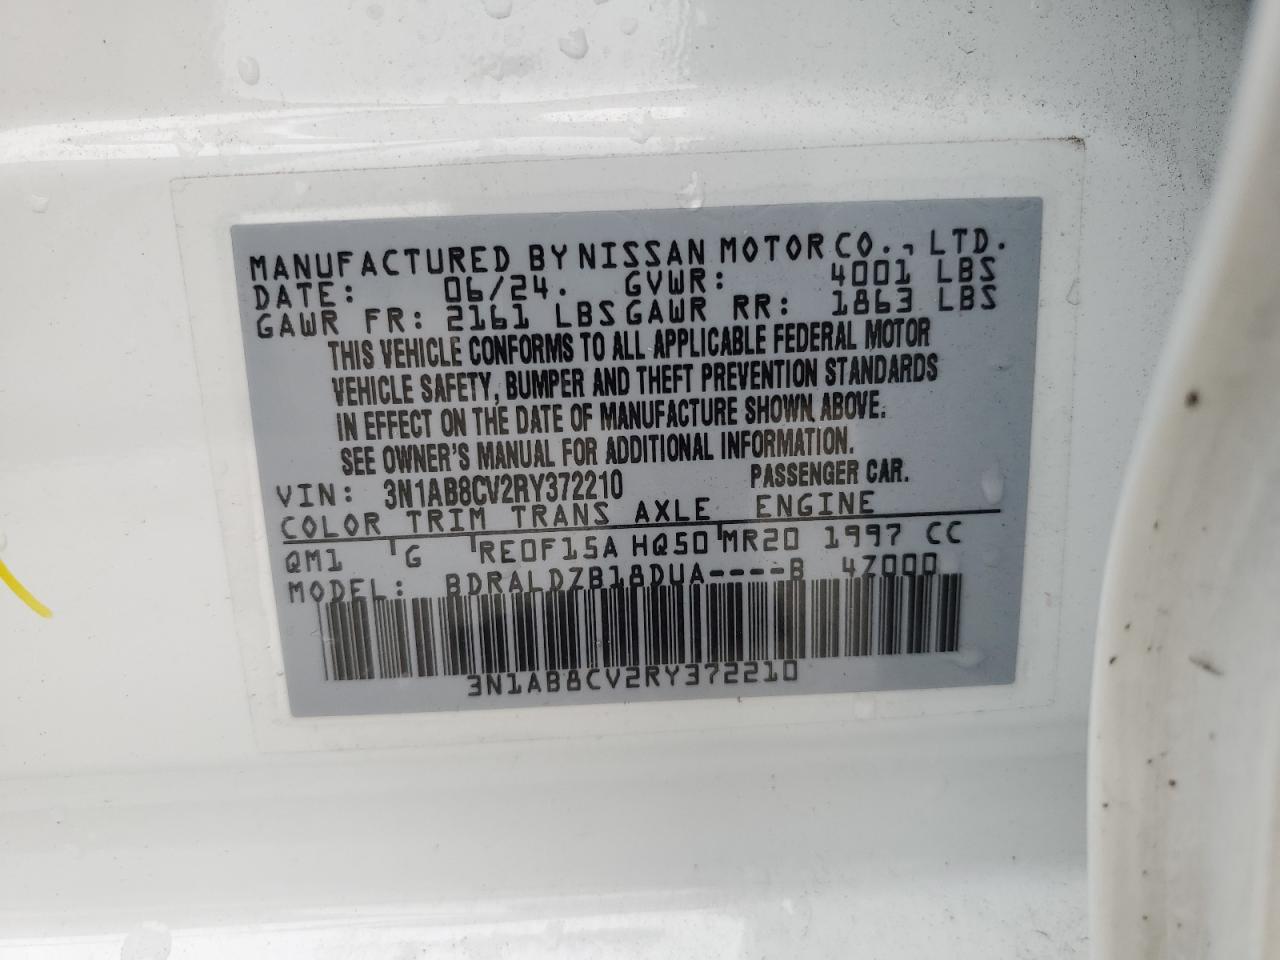 MANUFACTURED BY NISSAN MOTOR CO., LTD.
DATE: 06/24. GVWR: 4001 LBS
GAWR FR: 2161 LBS GAWR RR: 1863 LBS
THIS VEHICLE CONFORMS TO ALL APPLICABLE FEDERAL MOTOR
VEHICLE SAFETY, BUMPER AND THEFT PREVENTION STANDARDS
IN EFFECT ON THE DATE OF MANUFACTURE SHOWN ABOVE.
SEE OWNER'S MANUAL FOR ADDITIONAL INFORMATION.
VIN: 3N1AB8CV2RY372210 PASSENGER CAR.
COLOR TRIM TRANS AXLE ENGINE
QM1 G RE0F15A HQ50 MR20 1997 CC
MODEL: BDRALDZB18DUA----B 4Z000
3N1AB8CV2RY372210